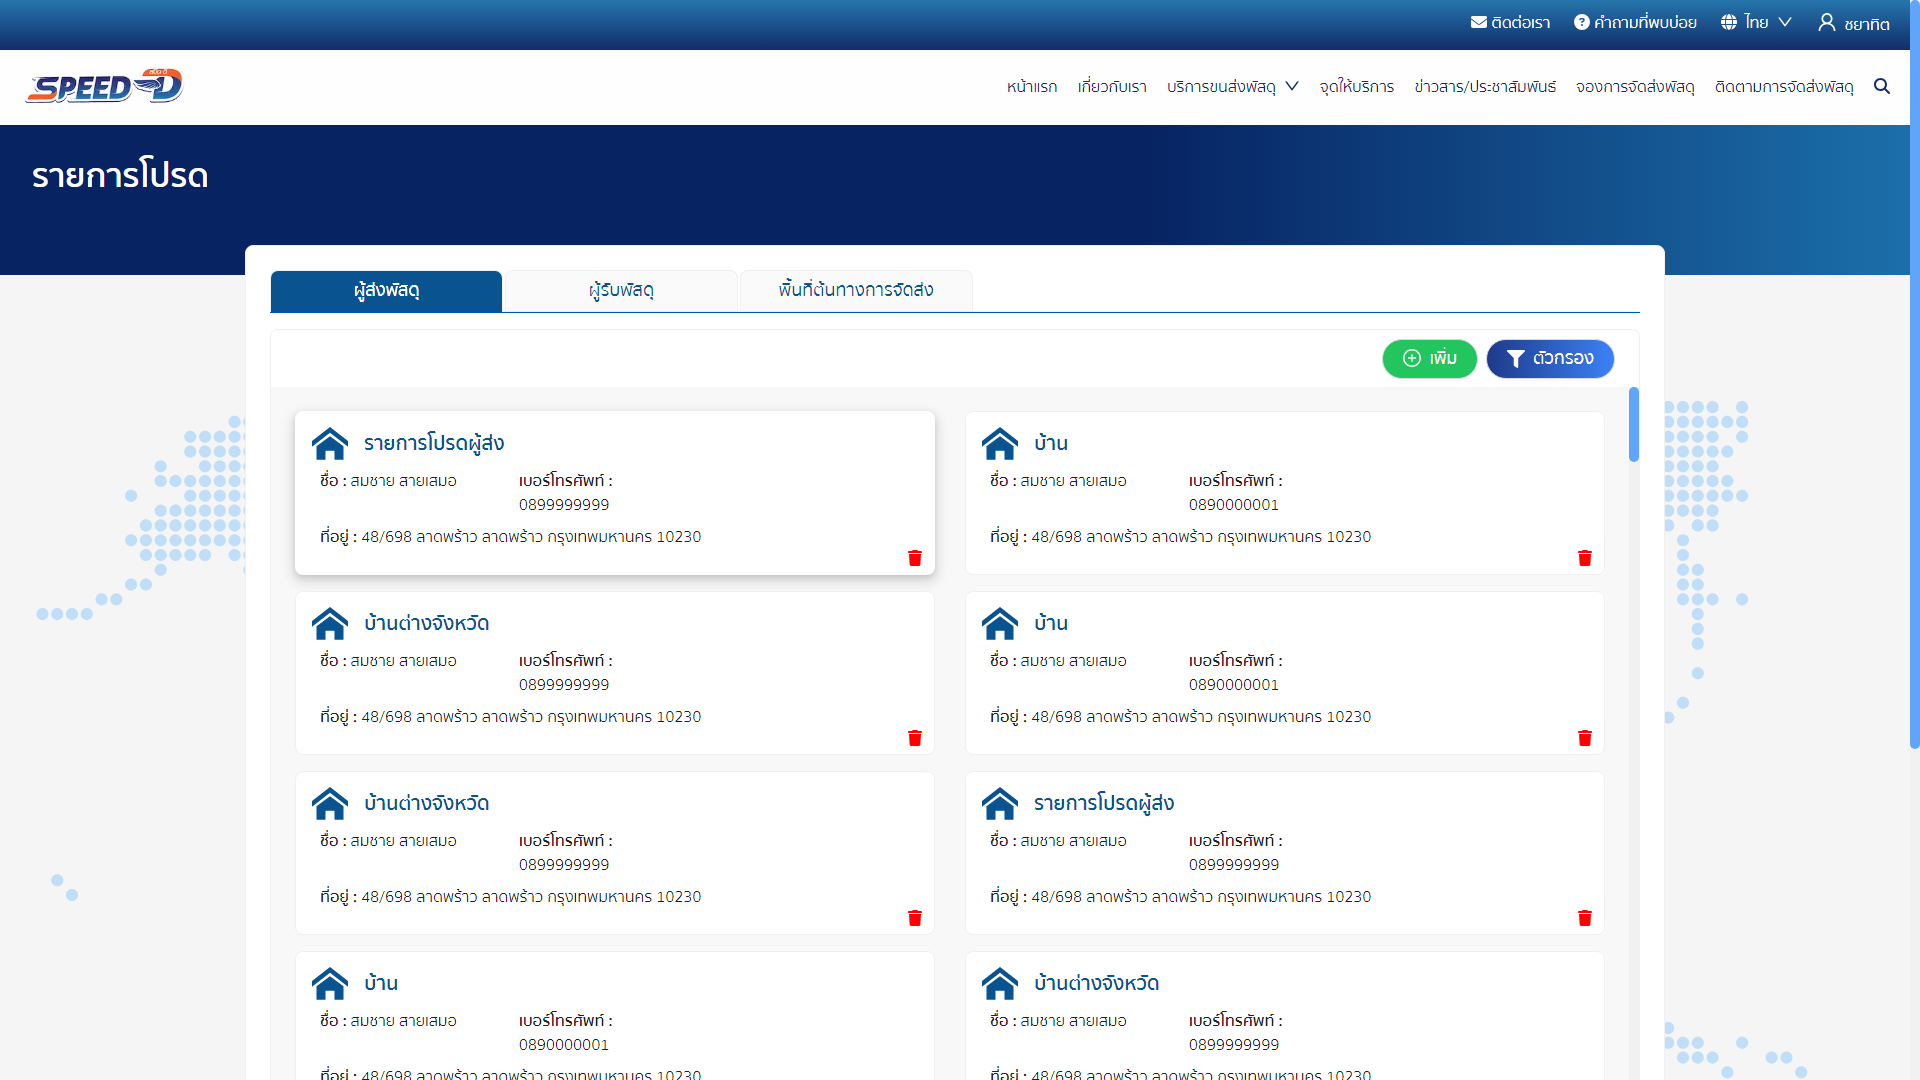 ติดต่อเรา คำถามที่พบบ่อย ไทย ชยาทิต
สปีด-ดี
SPEED-D
หน้าแรก เกี่ยวกับเรา บริการขนส่งพัสดุ จุดให้บริการ ข่าวสาร/ประชาสัมพันธ์ จองการจัดส่งพัสดุ ติดตามการจัดส่งพัสดุ
รายการโปรด
ผู้ส่งพัสดุ ผู้รับพัสดุ พื้นที่ต้นทางการจัดส่ง
เพิ่ม ตัวกรอง
รายการโปรดผู้ส่ง
ชื่อ : สมชาย สายเสมอ เบอร์โทรศัพท์ :
0899999999
ที่อยู่ : 48/698 ลาดพร้าว ลาดพร้าว กรุงเทพมหานคร 10230
บ้าน
ชื่อ : สมชาย สายเสมอ เบอร์โทรศัพท์ :
0890000001
ที่อยู่ : 48/698 ลาดพร้าว ลาดพร้าว กรุงเทพมหานคร 10230
บ้านต่างจังหวัด
ชื่อ : สมชาย สายเสมอ เบอร์โทรศัพท์ :
0899999999
ที่อยู่ : 48/698 ลาดพร้าว ลาดพร้าว กรุงเทพมหานคร 10230
บ้าน
ชื่อ : สมชาย สายเสมอ เบอร์โทรศัพท์ :
0890000001
ที่อยู่ : 48/698 ลาดพร้าว ลาดพร้าว กรุงเทพมหานคร 10230
บ้านต่างจังหวัด
ชื่อ : สมชาย สายเสมอ เบอร์โทรศัพท์ :
0899999999
ที่อยู่ : 48/698 ลาดพร้าว ลาดพร้าว กรุงเทพมหานคร 10230
รายการโปรดผู้ส่ง
ชื่อ : สมชาย สายเสมอ เบอร์โทรศัพท์ :
0899999999
ที่อยู่ : 48/698 ลาดพร้าว ลาดพร้าว กรุงเทพมหานคร 10230
บ้าน
ชื่อ : สมชาย สายเสมอ เบอร์โทรศัพท์ :
0890000001
ที่อยู่ : 48/698 ลาดพร้าว ลาดพร้าว กรุงเทพมหานคร 10230
บ้านต่างจังหวัด
ชื่อ : สมชาย สายเสมอ เบอร์โทรศัพท์ :
0899999999
ที่อยู่ : 48/698 ลาดพร้าว ลาดพร้าว กรุงเทพมหานคร 10230